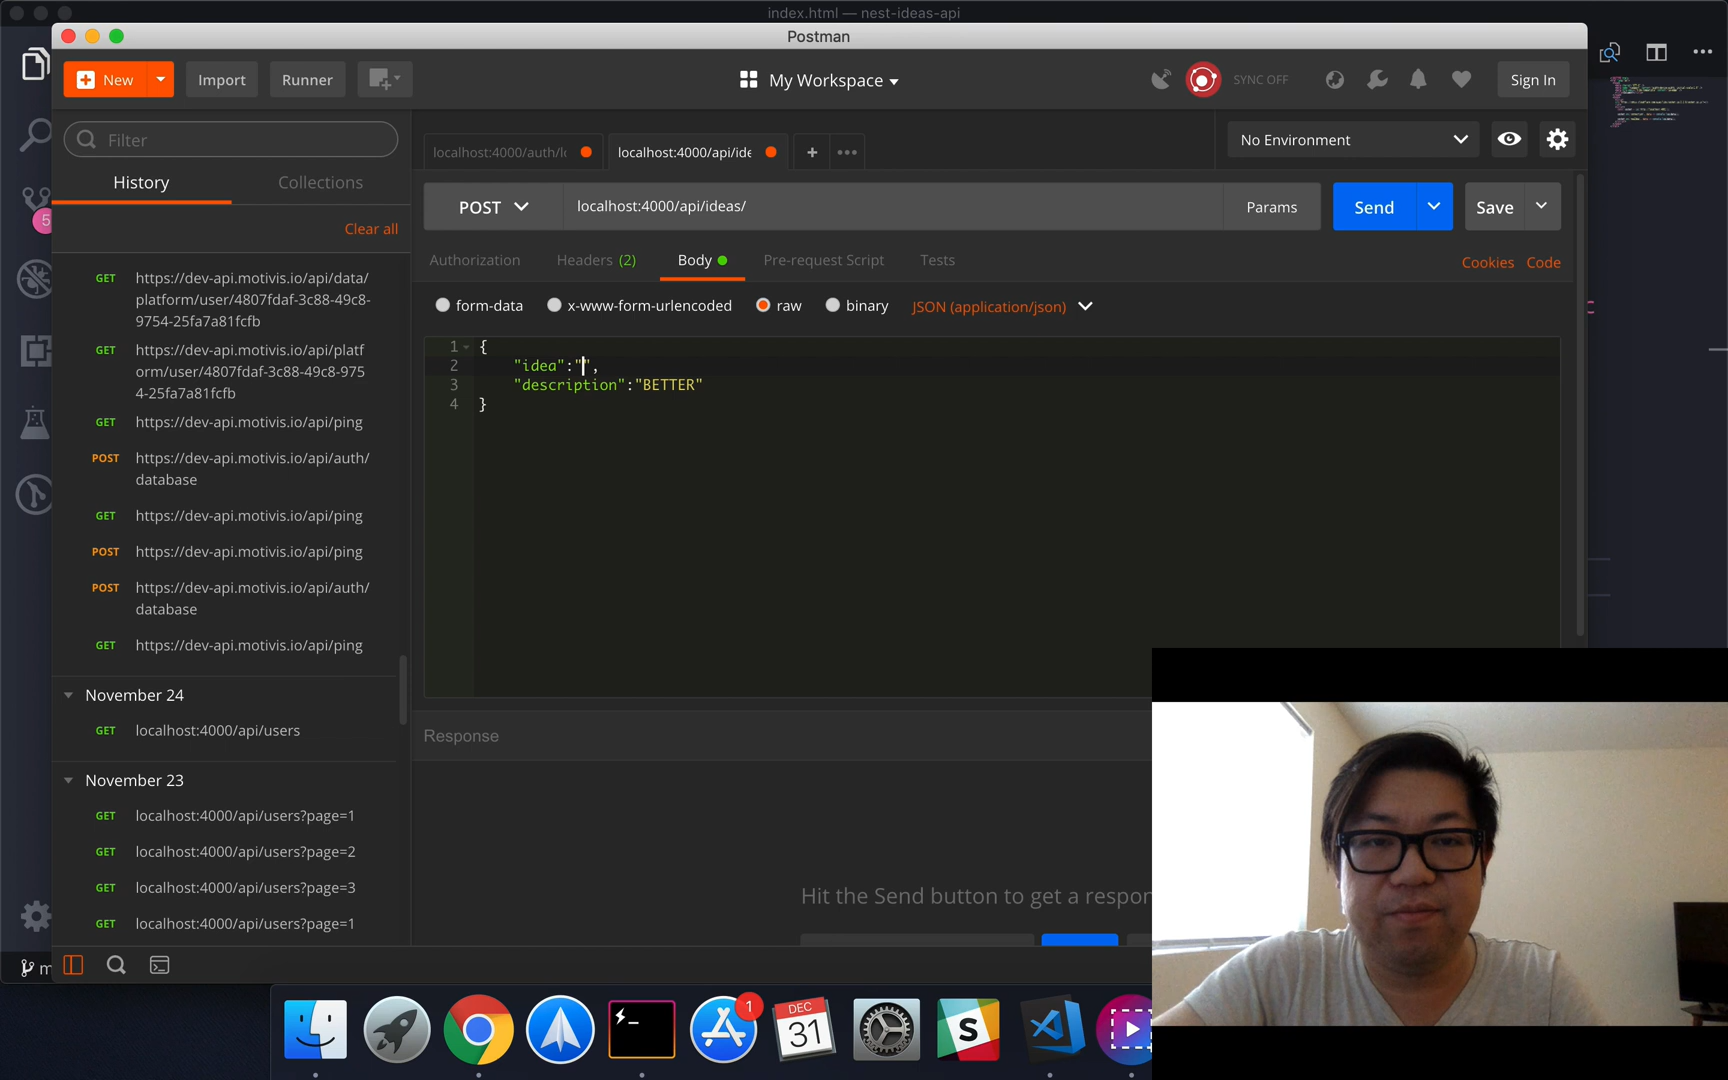 index.html — nest-ideas-api
Postman
New
Import
Runner
My Workspace
SYNC OFF
Sign In
Filter
History
Collections
Clear all
GET https://dev-api.motivis.io/api/data/
platform/user/4807fdaf-3c88-49c8-
9754-25fa7a81fcfb
GET https://dev-api.motivis.io/api/platf
orm/user/4807fdaf-3c88-49c8-975
4-25fa7a81fcfb
GET https://dev-api.motivis.io/api/ping
POST https://dev-api.motivis.io/api/auth/
database
GET https://dev-api.motivis.io/api/ping
POST https://dev-api.motivis.io/api/ping
POST https://dev-api.motivis.io/api/auth/
database
GET https://dev-api.motivis.io/api/ping
November 24
GET localhost:4000/api/users
November 23
GET localhost:4000/api/users?page=1
GET localhost:4000/api/users?page=2
GET localhost:4000/api/users?page=3
GET localhost:4000/api/users?page=1
localhost:4000/auth/l
localhost:4000/api/ide
No Environment
POST
localhost:4000/api/ideas/
Params
Send
Save
Authorization
Headers (2)
Body
Pre-request Script
Tests
Cookies
Code
form-data
x-www-form-urlencoded
raw
binary
JSON (application/json)
1 {
2 "idea":"",
3 "description":"BETTER"
4 }
Response
Hit the Send button to get a respon
5
m
1
DEC
31
S